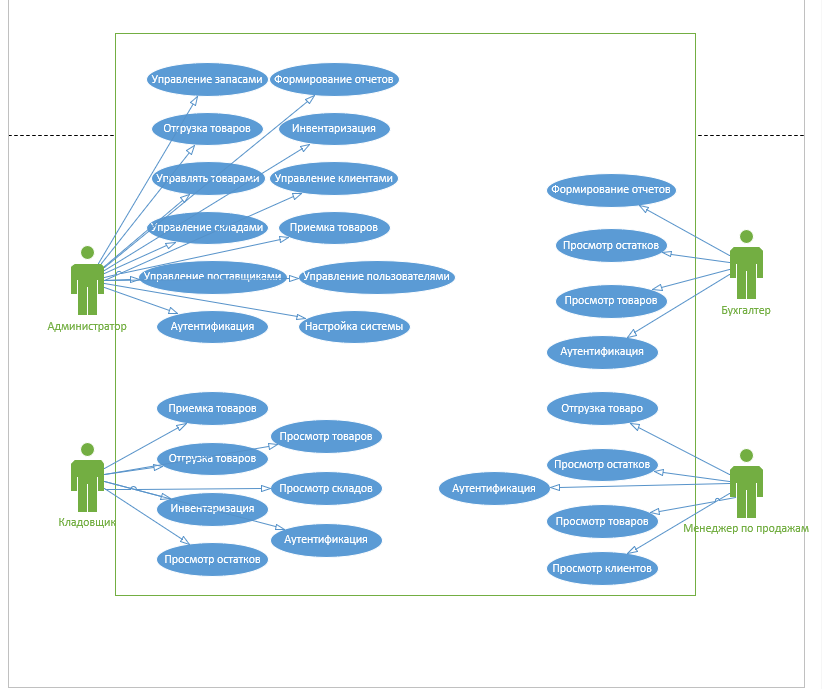 Управление запасами
Формирование отчетов
Отгрузка товаров
Инвентаризация
Управлять товарами
Управление клиентами
Управление складами
Приемка товаров
Управление поставщиками
Управление пользователями
Аутентификация
Настройка системы
Администратор
Формирование отчетов
Просмотр остатков
Просмотр товаров
Аутентификация
Бухгалтер
Приемка товаров
Просмотр товаров
Отгрузка товаров
Просмотр складов
Инвентаризация
Аутентификация
Просмотр остатков
Кладовщик
Отгрузка товаро
Просмотр остатков
Аутентификация
Просмотр товаров
Просмотр клиентов
Менеджер по продажам